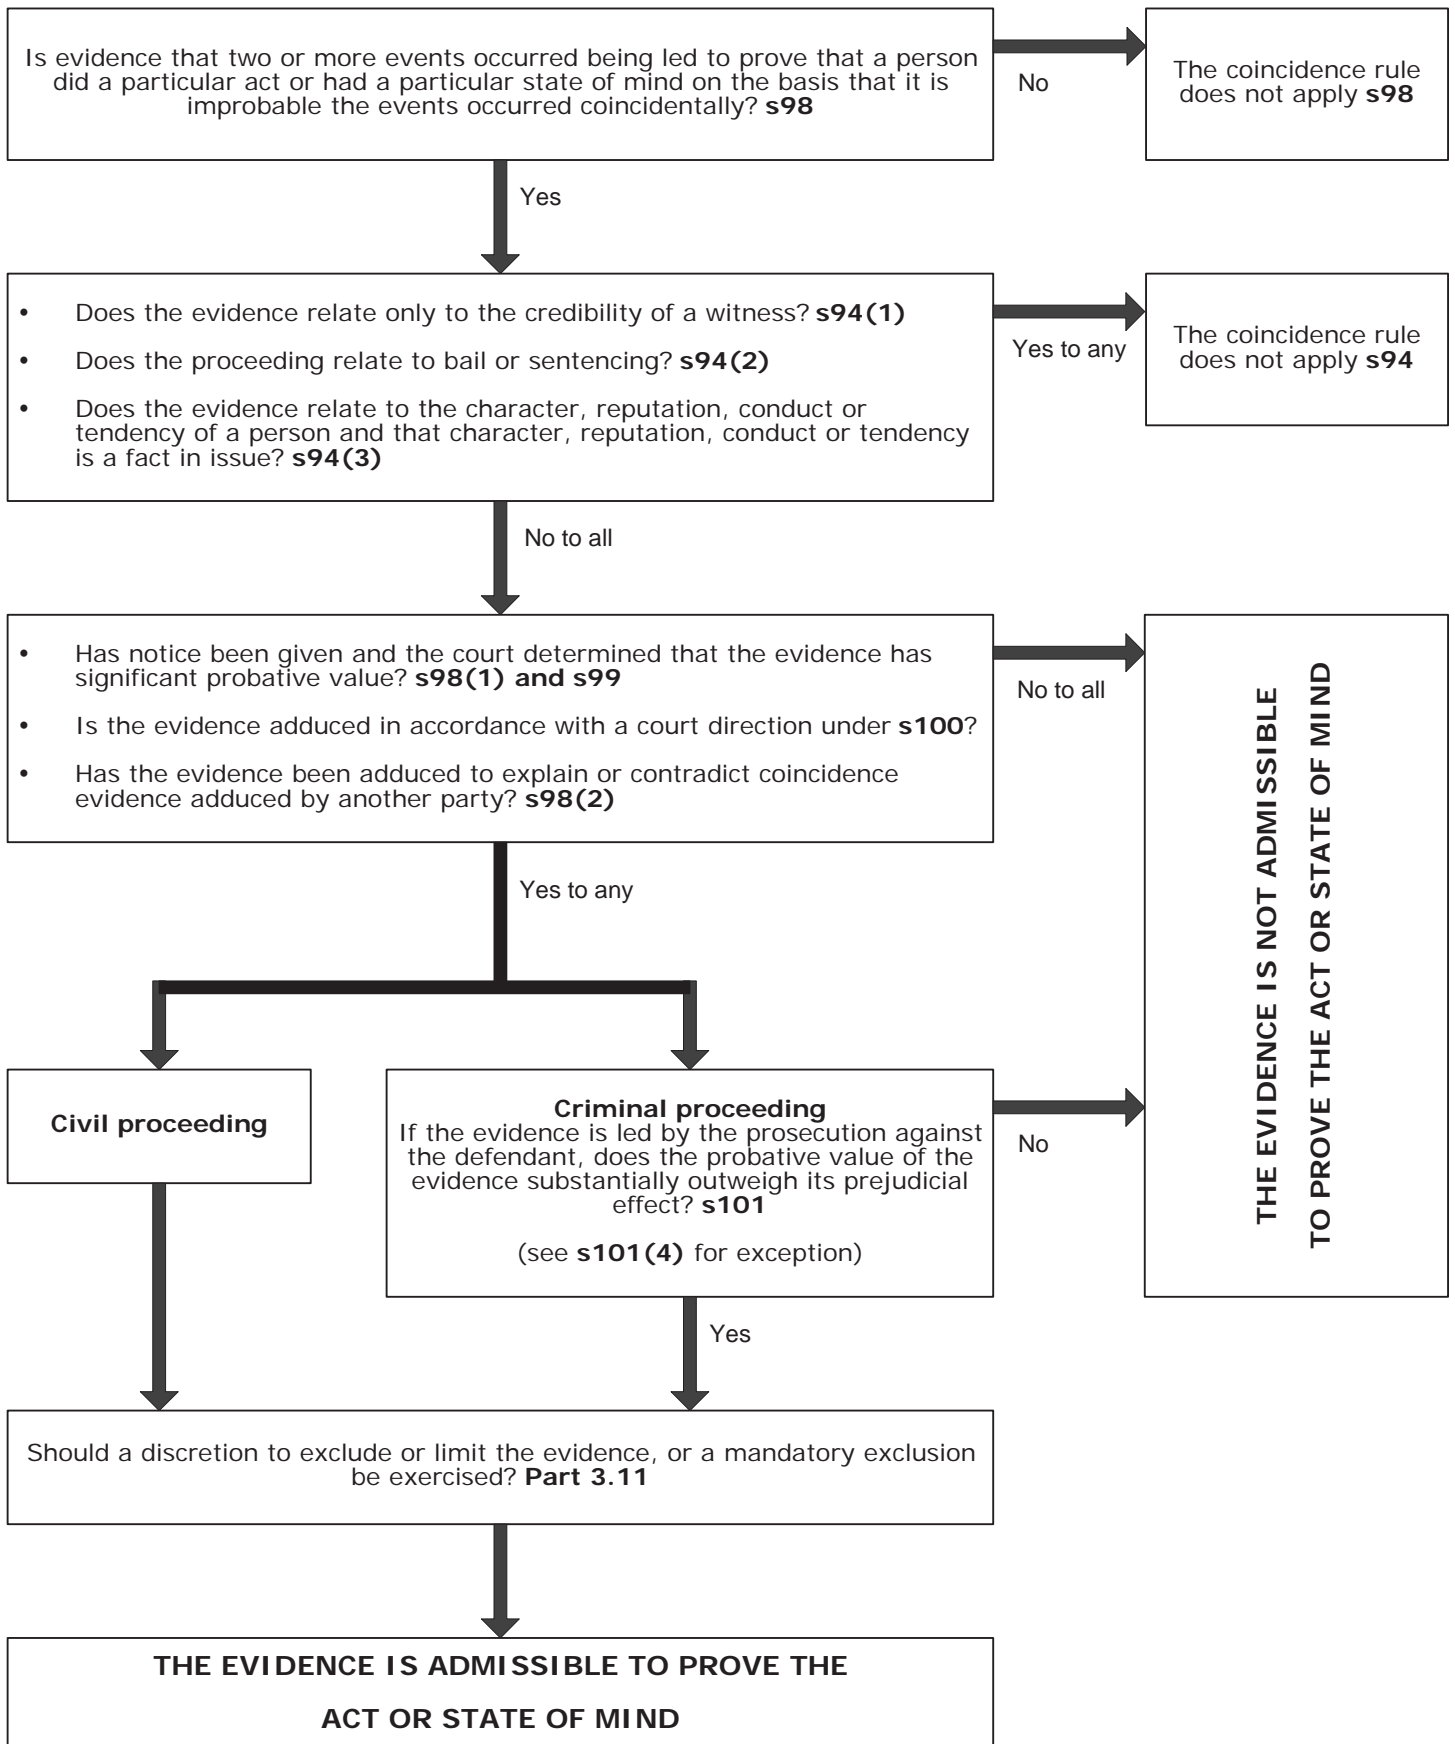 Is evidence that two or more events occurred being led to prove that a person
did a particular act or had a particular state of mind on the basis that it is
improbable the events occurred coincidentally? s98
No
The coincidence rule
does not apply s98
Yes
• Does the evidence relate only to the credibility of a witness? s94(1)
• Does the proceeding relate to bail or sentencing? s94(2)
• Does the evidence relate to the character, reputation, conduct or
tendency of a person and that character, reputation, conduct or tendency
is a fact in issue? s94(3)
Yes to any
The coincidence rule
does not apply s94
No to all
• Has notice been given and the court determined that the evidence has
significant probative value? s98(1) and s99
• Is the evidence adduced in accordance with a court direction under s100?
• Has the evidence been adduced to explain or contradict coincidence
evidence adduced by another party? s98(2)
No to all
THE EVIDENCE IS NOT ADMISSIBLE
TO PROVE THE ACT OR STATE OF MIND
Yes to any
Civil proceeding
Criminal proceeding
If the evidence is led by the prosecution against
the defendant, does the probative value of the
evidence substantially outweigh its prejudicial
effect? s101
(see s101(4) for exception)
No
Yes
Should a discretion to exclude or limit the evidence, or a mandatory exclusion
be exercised? Part 3.11
THE EVIDENCE IS ADMISSIBLE TO PROVE THE
ACT OR STATE OF MIND